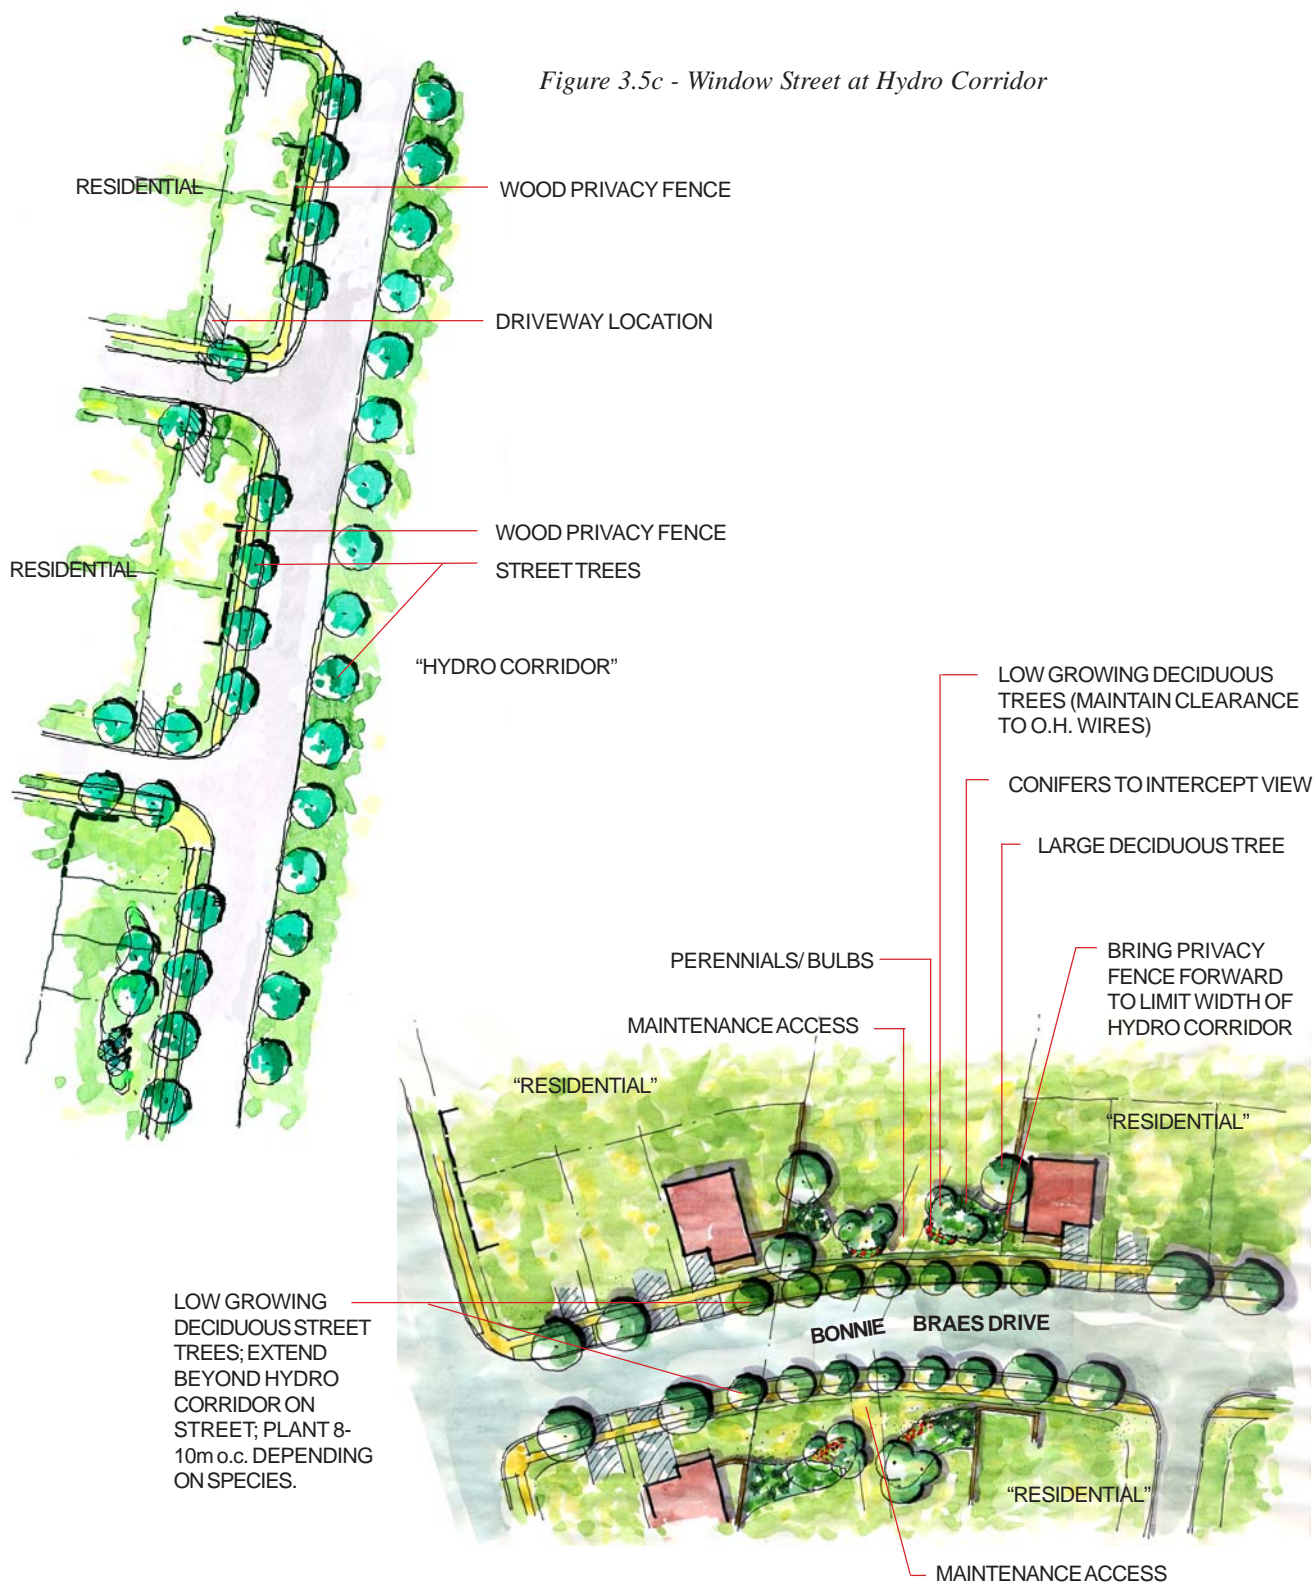 Figure 3.5c - Window Street at Hydro Corridor
RESIDENTIAL
WOOD PRIVACY FENCE
DRIVEWAY LOCATION
WOOD PRIVACY FENCE
RESIDENTIAL
STREET TREES
“HYDRO CORRIDOR”
LOW GROWING DECIDUOUS
TREES (MAINTAIN CLEARANCE
TO O.H. WIRES)
CONIFERS TO INTERCEPT VIEW
LARGE DECIDUOUS TREE
PERENNIALS/ BULBS
BRING PRIVACY
FENCE FORWARD
TO LIMIT WIDTH OF
HYDRO CORRIDOR
MAINTENANCE ACCESS
“RESIDENTIAL”
“RESIDENTIAL”
LOW GROWING
DECIDUOUS STREET
TREES; EXTEND
BEYOND HYDRO
CORRIDOR ON
STREET; PLANT 8-
10m o.c. DEPENDING
ON SPECIES.
BONNIE BRAES DRIVE
“RESIDENTIAL”
MAINTENANCE ACCESS